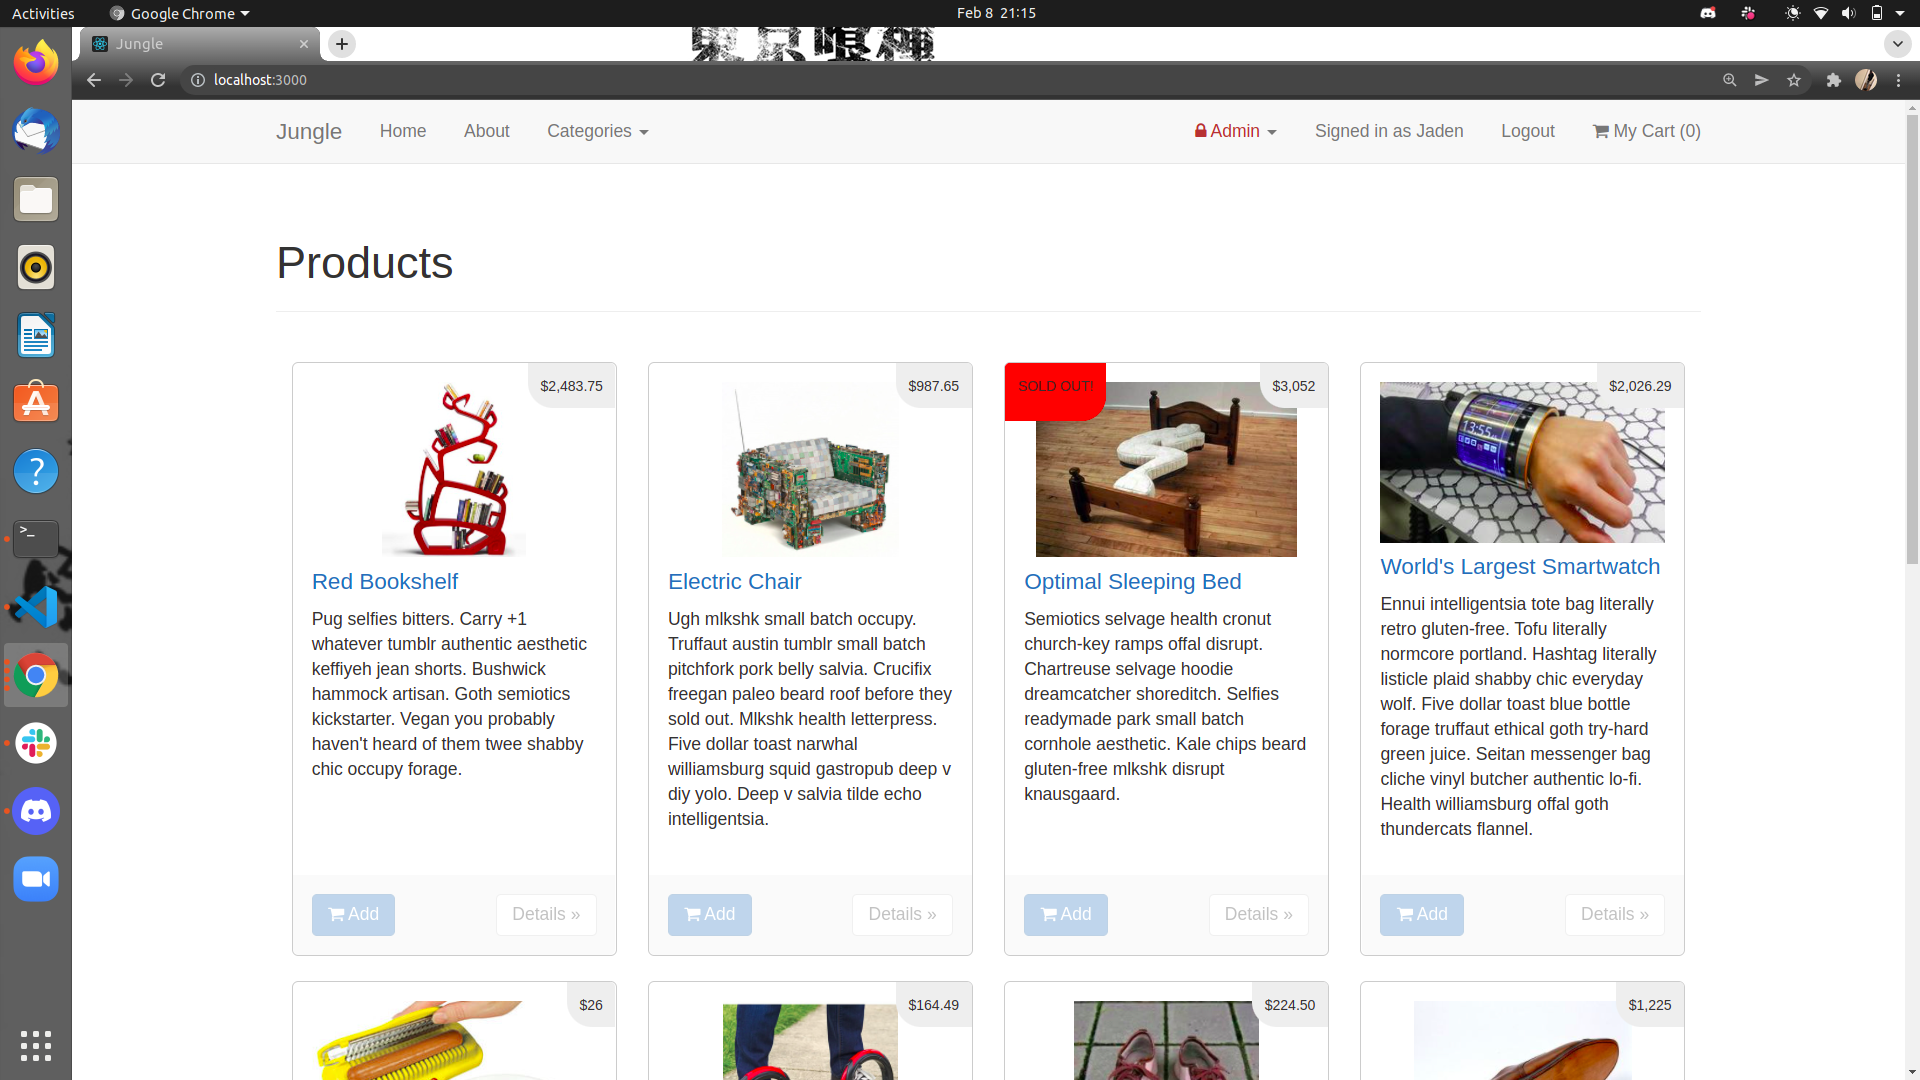 Activities
Google Chrome
Feb 8 21:15
Jungle
localhost:3000
Jungle
Home
About
Categories
Admin
Signed in as Jaden
Logout
My Cart (0)
Products
$2,483.75
Red Bookshelf
Pug selfies bitters. Carry +1
whatever tumblr authentic aesthetic
keffiyeh jean shorts. Bushwick
hammock artisan. Goth semiotics
kickstarter. Vegan you probably
haven't heard of them twee shabby
chic occupy forage.
Add
Details »
$987.65
Electric Chair
Ugh mlkshk small batch occupy.
Truffaut austin tumblr small batch
pitchfork pork belly salvia. Crucifix
freegan paleo beard roof before they
sold out. Mlkshk health letterpress.
Five dollar toast narwhal
williamsburg squid gastropub deep v
diy yolo. Deep v salvia tilde echo
intelligentsia.
Add
Details »
SOLD OUT!
$3,052
Optimal Sleeping Bed
Semiotics selvage health cronut
church-key ramps offal disrupt.
Chartreuse selvage hoodie
dreamcatcher shoreditch. Selfies
readymade park small batch
cornhole aesthetic. Kale chips beard
gluten-free mlkshk disrupt
knausgaard.
Add
Details »
$2,026.29
13:55
World's Largest Smartwatch
Ennui intelligentsia tote bag literally
retro gluten-free. Tofu literally
normcore portland. Hashtag literally
listicle plaid shabby chic everyday
wolf. Five dollar toast blue bottle
forage truffaut ethical goth try-hard
green juice. Seitan messenger bag
cliche vinyl butcher authentic lo-fi.
Health williamsburg offal goth
thundercats flannel.
Add
Details »
$26
$164.49
$224.50
$1,225